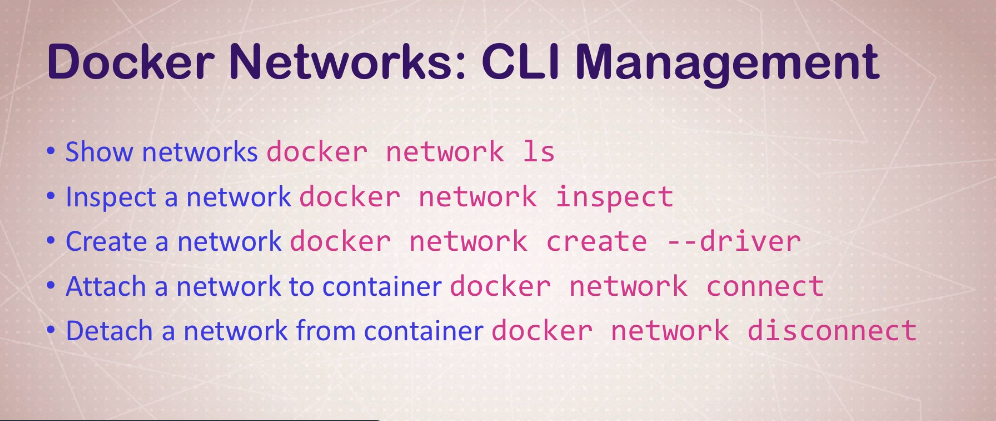 Docker Networks: CLI Management
• Show networks docker network ls
• Inspect a network docker network inspect
• Create a network docker network create --driver
• Attach a network to container docker network connect
• Detach a network from container docker network disconnect